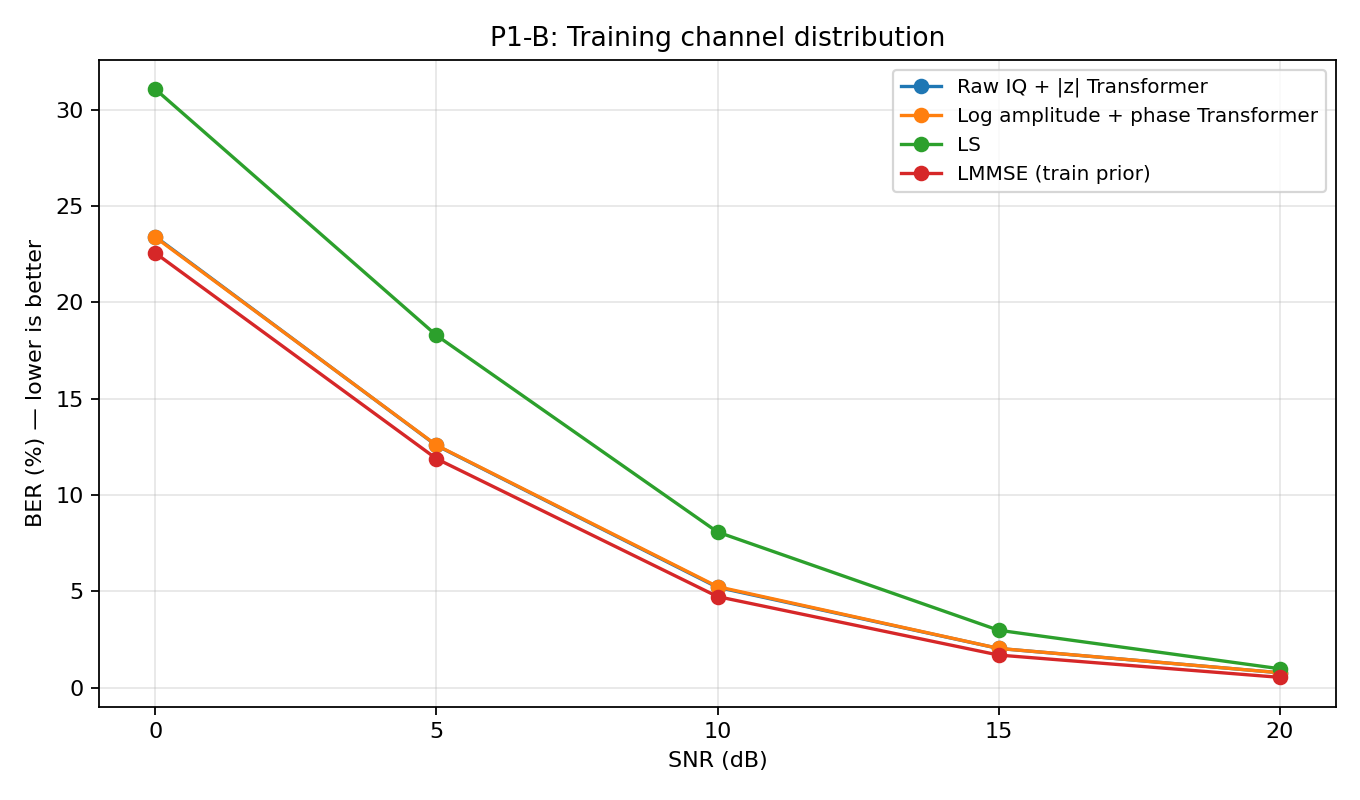 P1-B: Training channel distribution
Raw IQ + |z| Transformer
Log amplitude + phase Transformer
LS
LMMSE (train prior)
BER (%) — lower is better
30
25
20
15
10
5
0
0 5 10 15 20
SNR (dB)